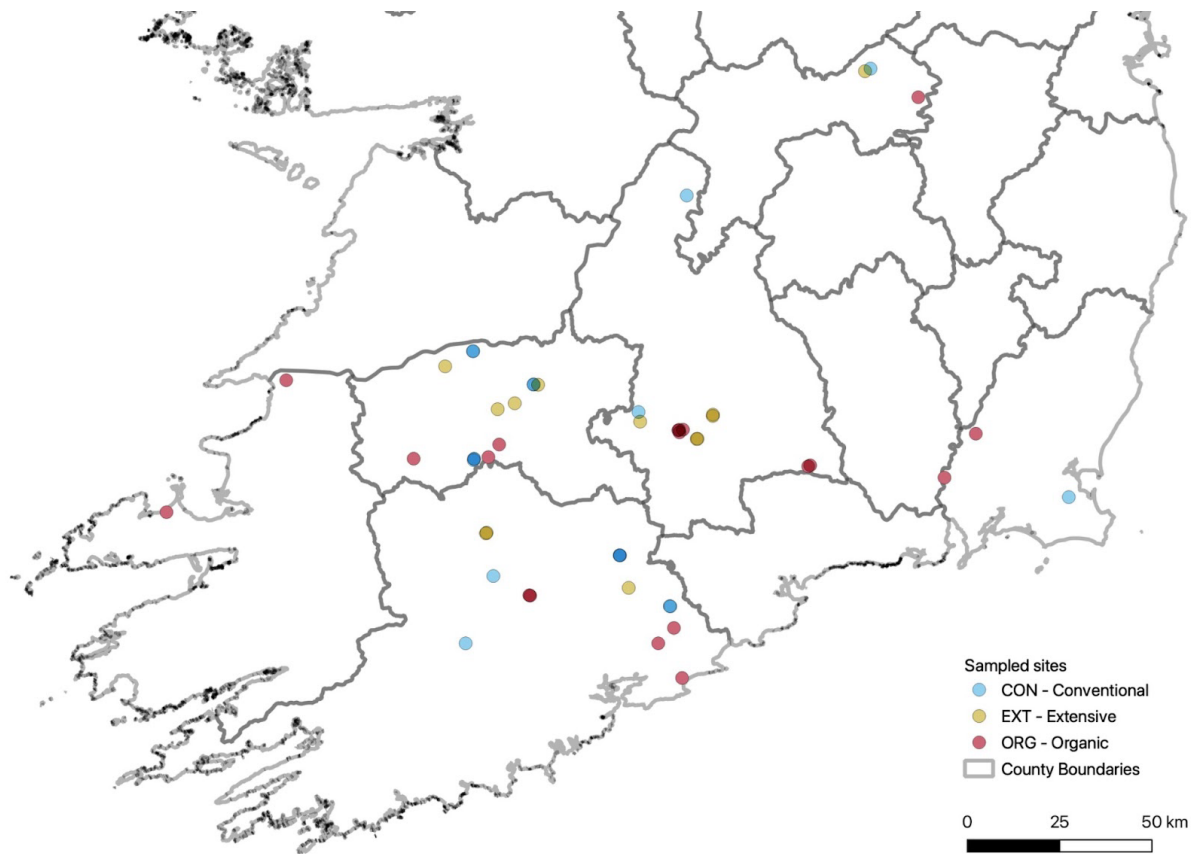 Sampled sites
CON - Conventional
EXT - Extensive
ORG - Organic
County Boundaries
0 25 50 km